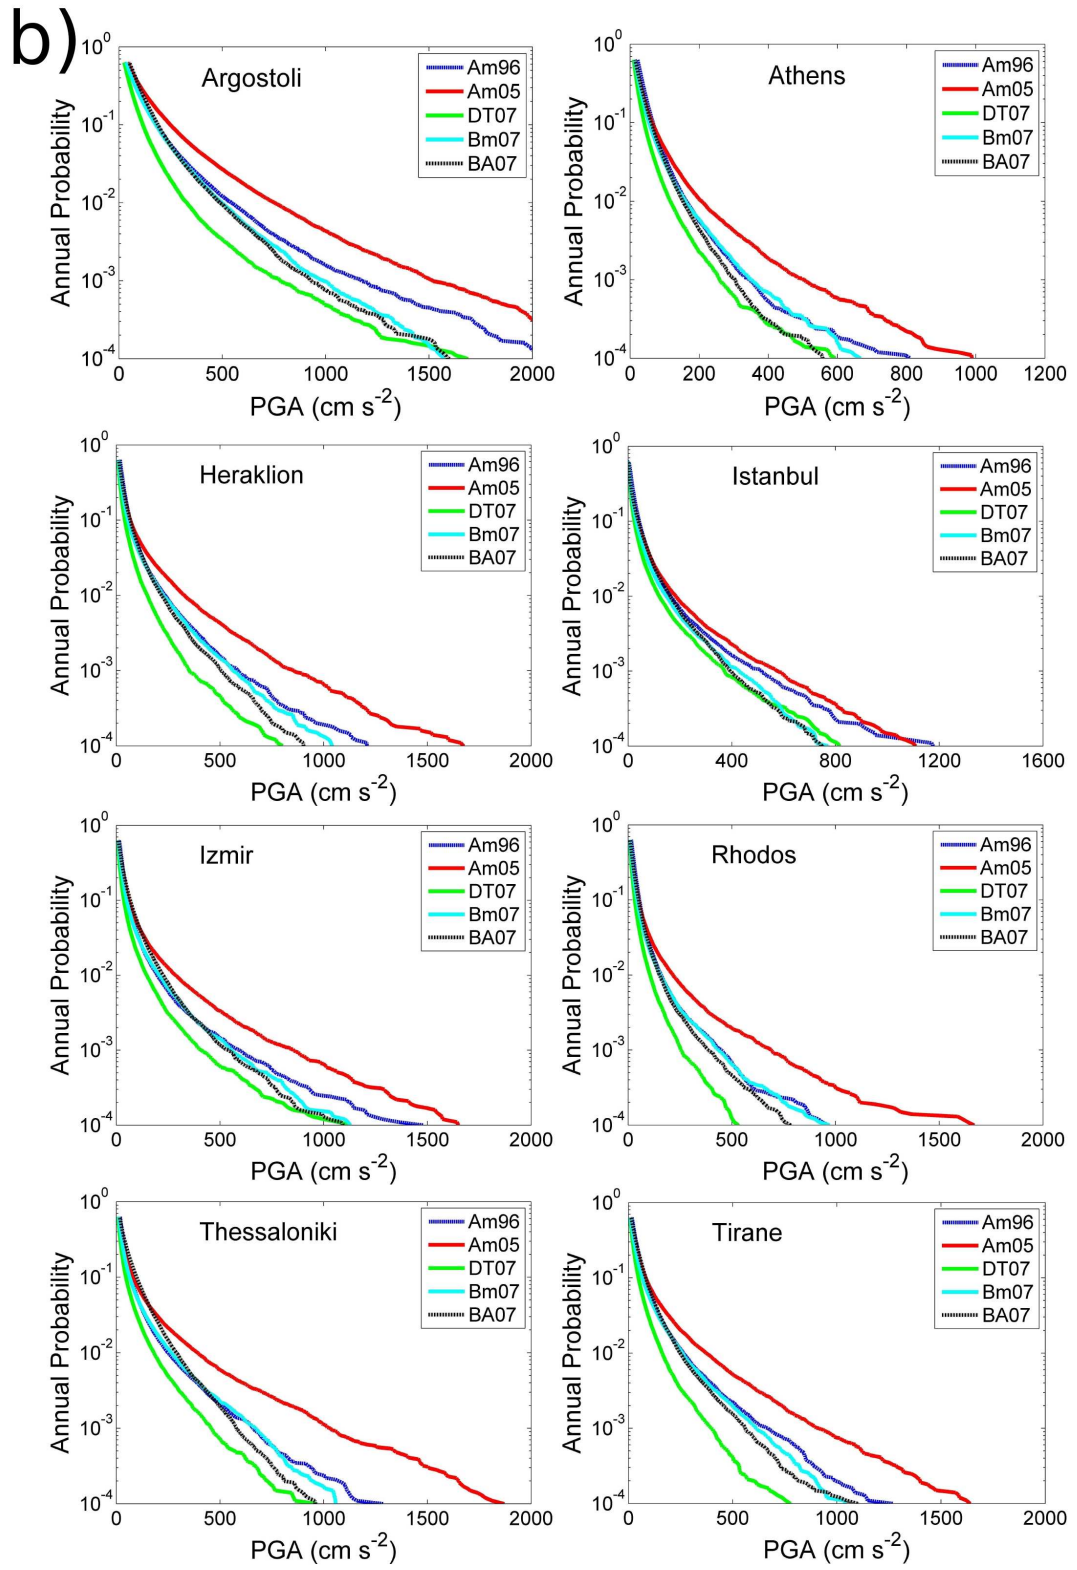 b)
Argostoli
Am96
Am05
DT07
Bm07
BA07
Annual Probability
10^0
10^-1
10^-2
10^-3
10^-4
0 500 1000 1500 2000
PGA (cm s^-2)
Athens
Am96
Am05
DT07
Bm07
BA07
Annual Probability
10^0
10^-1
10^-2
10^-3
10^-4
0 200 400 600 800 1000 1200
PGA (cm s^-2)
Heraklion
Am96
Am05
DT07
Bm07
BA07
Annual Probability
10^0
10^-1
10^-2
10^-3
10^-4
0 500 1000 1500 2000
PGA (cm s^-2)
Istanbul
Am96
Am05
DT07
Bm07
BA07
Annual Probability
10^0
10^-1
10^-2
10^-3
10^-4
0 400 800 1200 1600
PGA (cm s^-2)
Izmir
Am96
Am05
DT07
Bm07
BA07
Annual Probability
10^0
10^-1
10^-2
10^-3
10^-4
0 500 1000 1500 2000
PGA (cm s^-2)
Rhodos
Am96
Am05
DT07
Bm07
BA07
Annual Probability
10^0
10^-1
10^-2
10^-3
10^-4
0 500 1000 1500 2000
PGA (cm s^-2)
Thessaloniki
Am96
Am05
DT07
Bm07
BA07
Annual Probability
10^0
10^-1
10^-2
10^-3
10^-4
0 500 1000 1500 2000
PGA (cm s^-2)
Tirane
Am96
Am05
DT07
Bm07
BA07
Annual Probability
10^0
10^-1
10^-2
10^-3
10^-4
0 500 1000 1500 2000
PGA (cm s^-2)